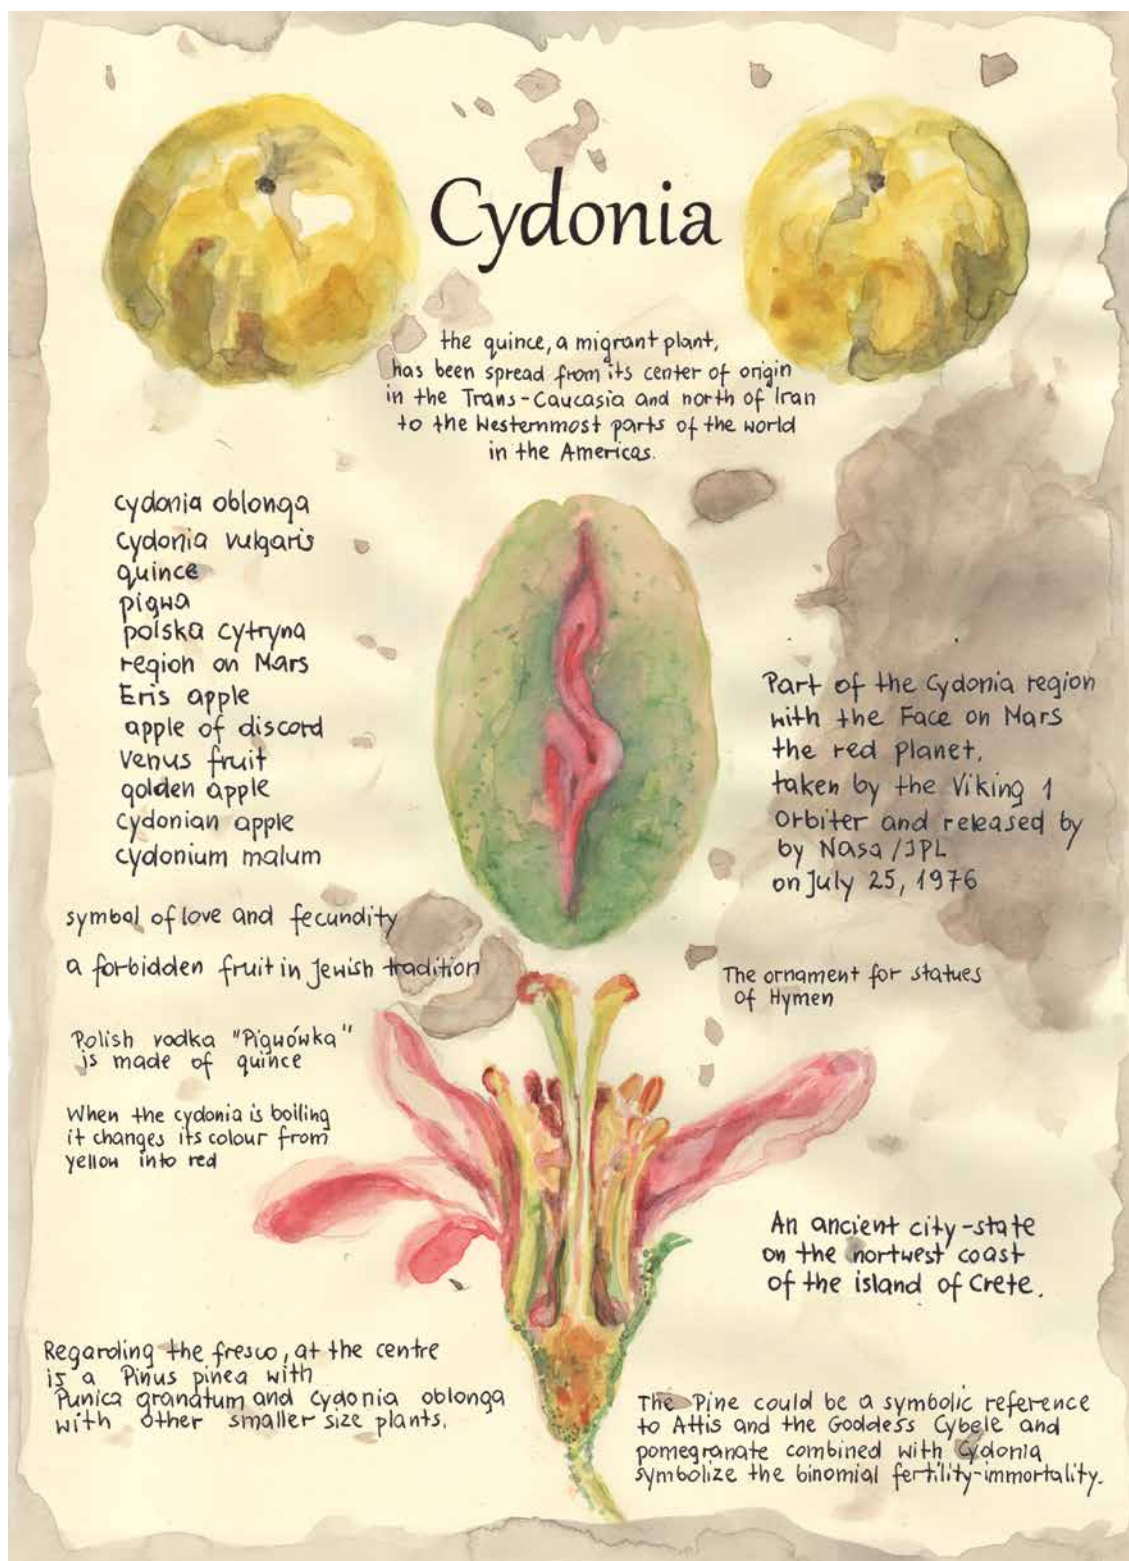 Cydonia
the quince, a migrant plant,
has been spread from its center of origin
in the Trans-Caucasia and north of Iran
to the Westernmost parts of the world
in the Americas.
cydonia oblonga
cydonia vulgaris
quince
pigwa
polska cytryna
region on Mars
Eris apple
apple of discord
venus fruit
golden apple
cydonian apple
cydonium malum
symbol of love and fecundity
a forbidden fruit in Jewish tradition
Polish vodka "Pigwówka"
is made of quince
When the cydonia is boiling
it changes its colour from
yellow into red
Part of the Cydonia region
with the Face on Mars
the red planet,
taken by the Viking 1
Orbiter and released by
by Nasa/JPL
on July 25, 1976
The ornament for statues
of Hymen
An ancient city-state
on the nortwest coast
of the island of Crete.
Regarding the fresco, at the centre
is a Pinus pinea with
Punica granatum and cydonia oblonga
with other smaller size plants.
The Pine could be a symbolic reference
to Attis and the Goddess Cybele and
pomegranate combined with Cydonia
symbolize the binomial fertility-immortality.